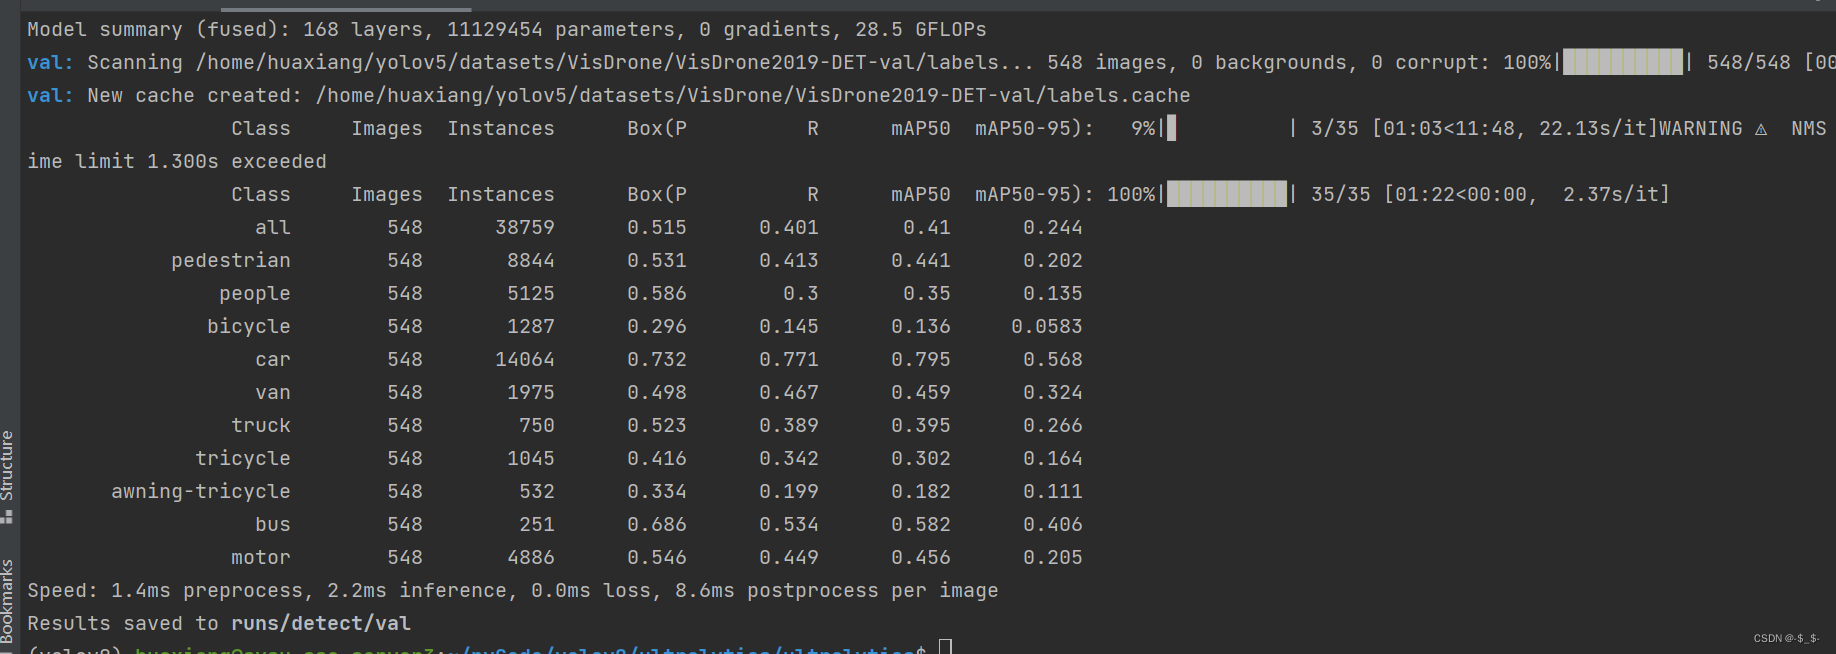 Model summary (fused): 168 layers, 11129454 parameters, 0 gradients, 28.5 GFLOPs
val: Scanning /home/huaxiang/yolov5/datasets/VisDrone/VisDrone2019-DET-val/labels... 548 images, 0 backgrounds, 0 corrupt: 100%|██████████| 548/548 [00
val: New cache created: /home/huaxiang/yolov5/datasets/VisDrone/VisDrone2019-DET-val/labels.cache
Class Images Instances Box(P R mAP50 mAP50-95): 9%|▊ | 3/35 [01:03<11:48, 22.13s/it]WARNING ⚠ NMS
ime limit 1.300s exceeded
Class Images Instances Box(P R mAP50 mAP50-95): 100%|██████████| 35/35 [01:22<00:00, 2.37s/it]
all 548 38759 0.515 0.401 0.41 0.244
pedestrian 548 8844 0.531 0.413 0.441 0.202
people 548 5125 0.586 0.3 0.35 0.135
bicycle 548 1287 0.296 0.145 0.136 0.0583
car 548 14064 0.732 0.771 0.795 0.568
van 548 1975 0.498 0.467 0.459 0.324
truck 548 750 0.523 0.389 0.395 0.266
tricycle 548 1045 0.416 0.342 0.302 0.164
awning-tricycle 548 532 0.334 0.199 0.182 0.111
bus 548 251 0.686 0.534 0.582 0.406
motor 548 4886 0.546 0.449 0.456 0.205
Speed: 1.4ms preprocess, 2.2ms inference, 0.0ms loss, 8.6ms postprocess per image
Results saved to runs/detect/val
Structure
Bookmarks
CSDN @·$_$·